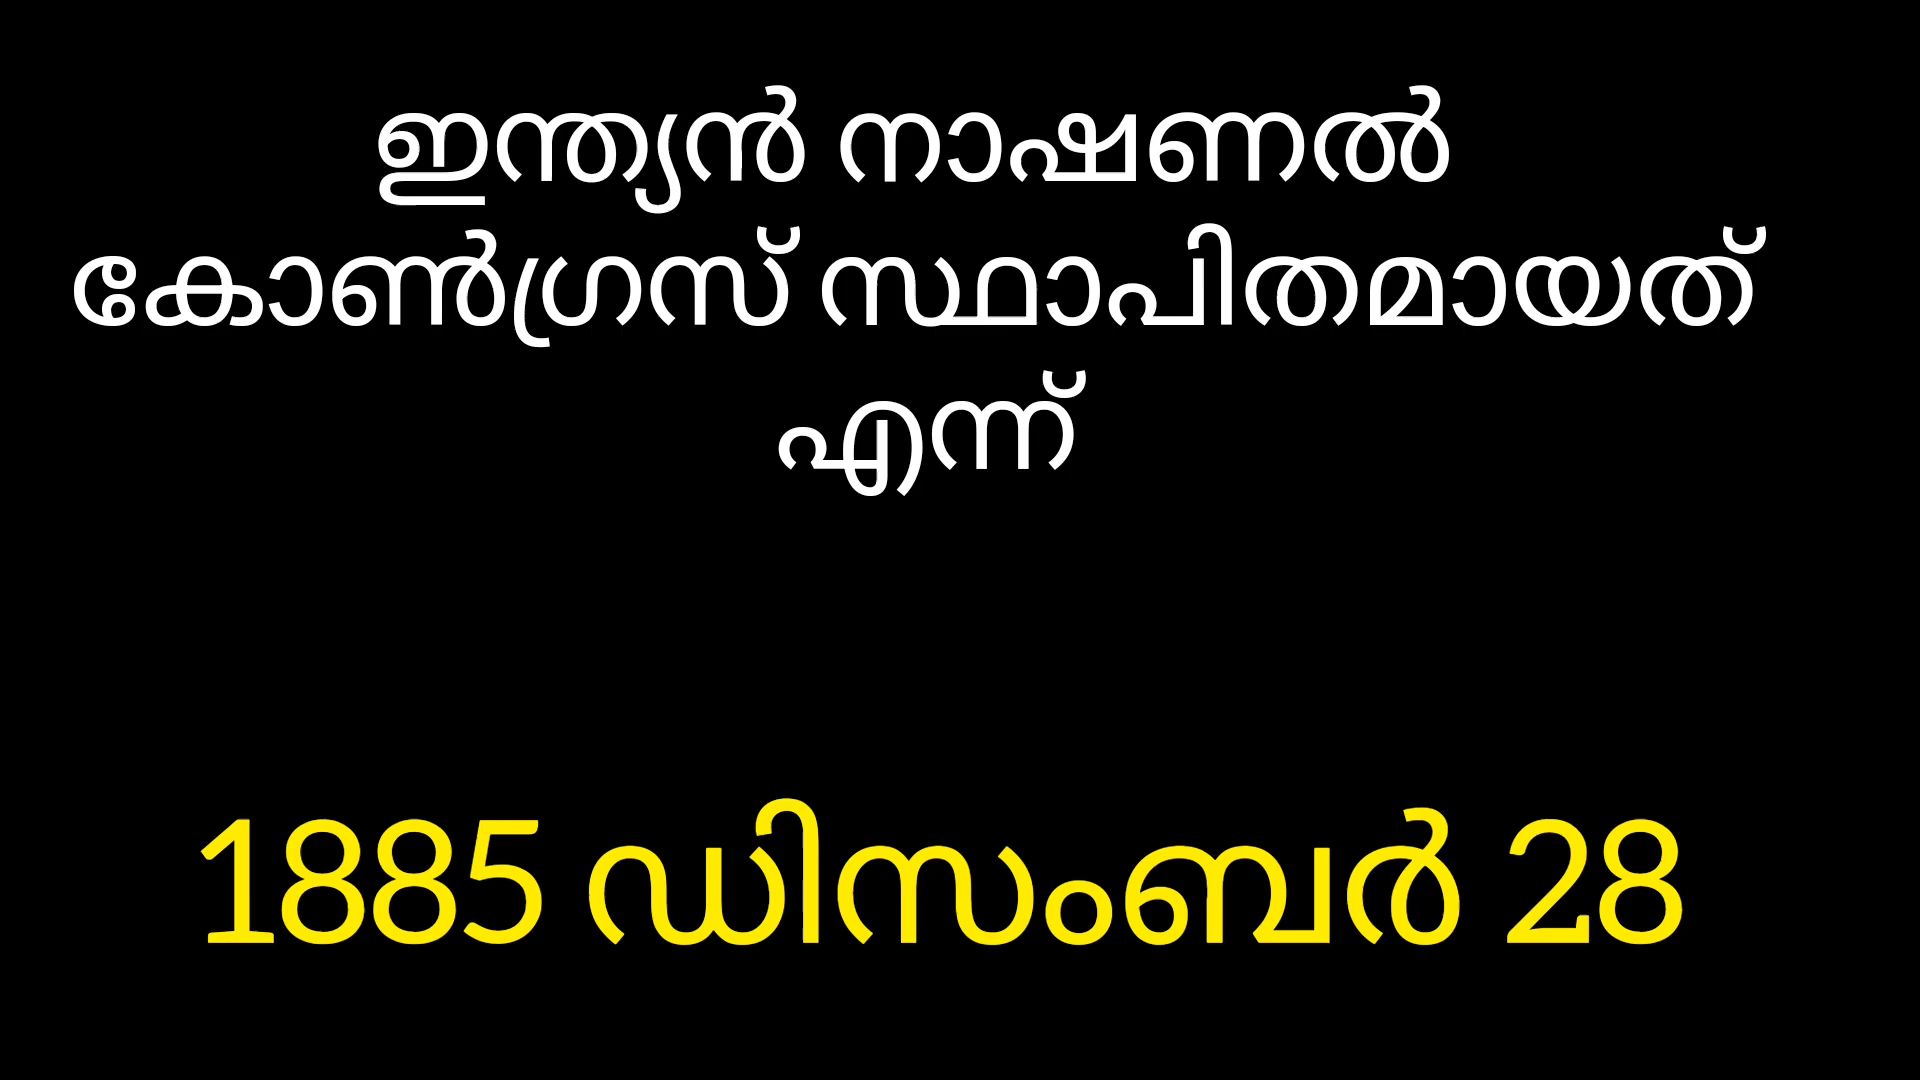 ഇന്ത്യൻ നാഷണൽ
കോൺഗ്രസ് സ്ഥാപിതമായത്
എന്ന്
1885 ഡിസംബർ 28